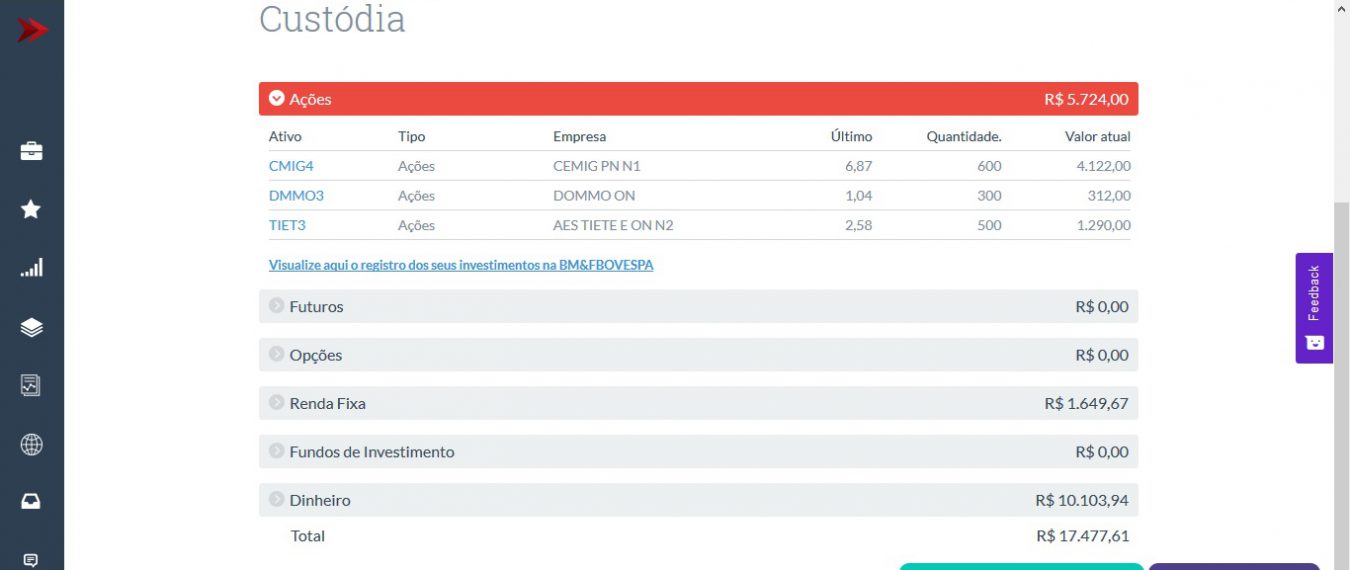 Custódia
Ações R$ 5.724,00
Ativo Tipo Empresa Último Quantidade. Valor atual
CMIG4 Ações CEMIG PN N1 6,87 600 4.122,00
DMMO3 Ações DOMMO ON 1,04 300 312,00
TIET3 Ações AES TIETE E ON N2 2,58 500 1.290,00
Visualize aqui o registro dos seus investimentos na BM&FBOVESPA
Futuros R$ 0,00
Opções R$ 0,00
Renda Fixa R$ 1.649,67
Fundos de Investimento R$ 0,00
Dinheiro R$ 10.103,94
Total R$ 17.477,61
Feedback